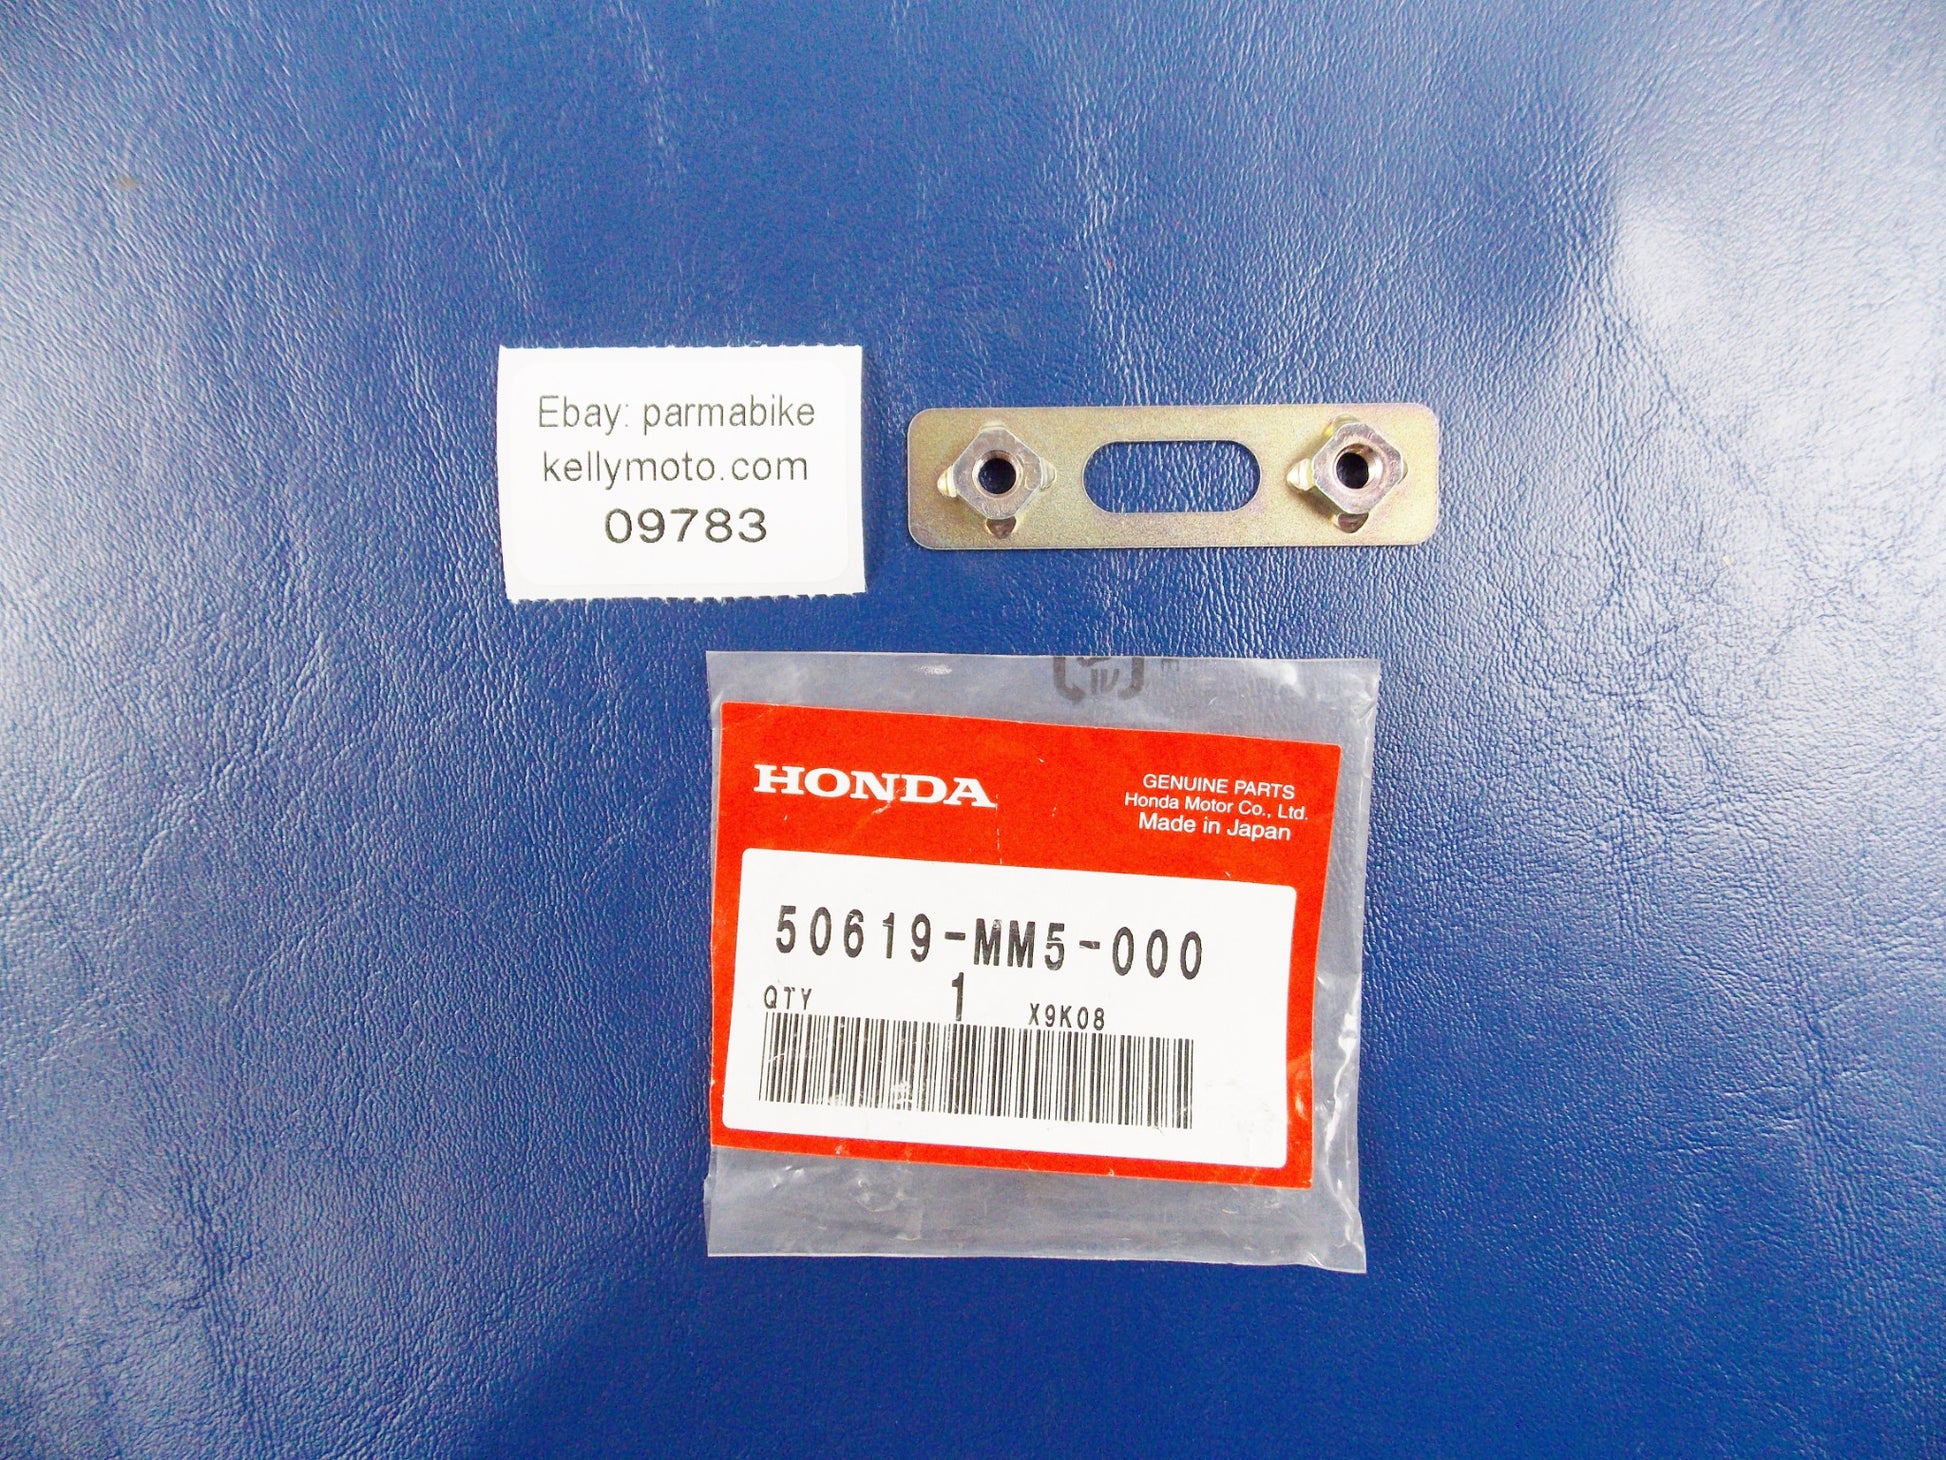 Ebay: parmabike
kellymoto.com
09783
HONDA
GENUINE PARTS
Honda Motor Co., Ltd.
Made in Japan
50619-MM5-000
QTY 1 X9K08